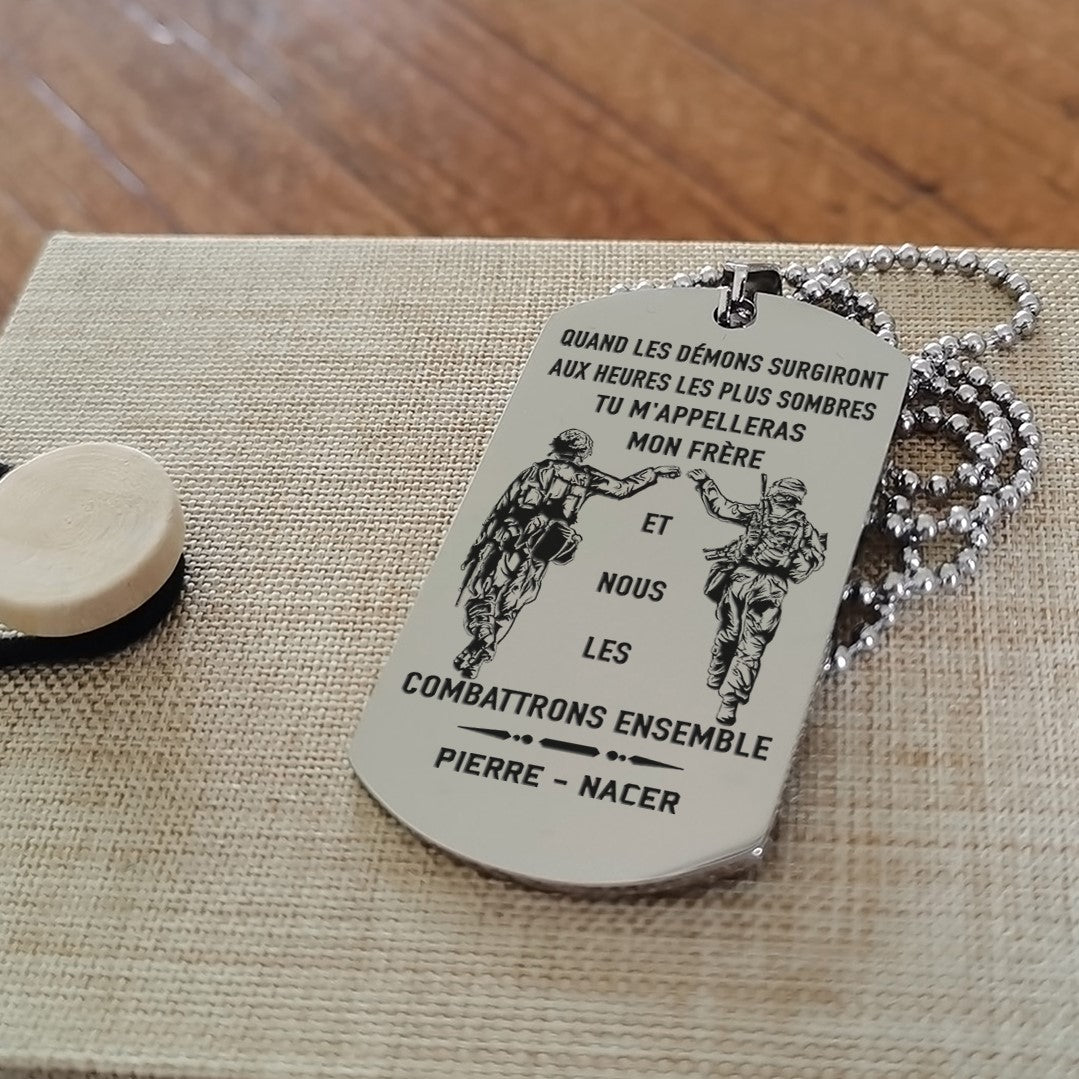 QUAND LES DÉMONS SURGIRONT
AUX HEURES LES PLUS SOMBRES
TU M'APPELLERAS
MON FRÈRE
ET
NOUS
LES
COMBATTRONS ENSEMBLE
PIERRE - NACER